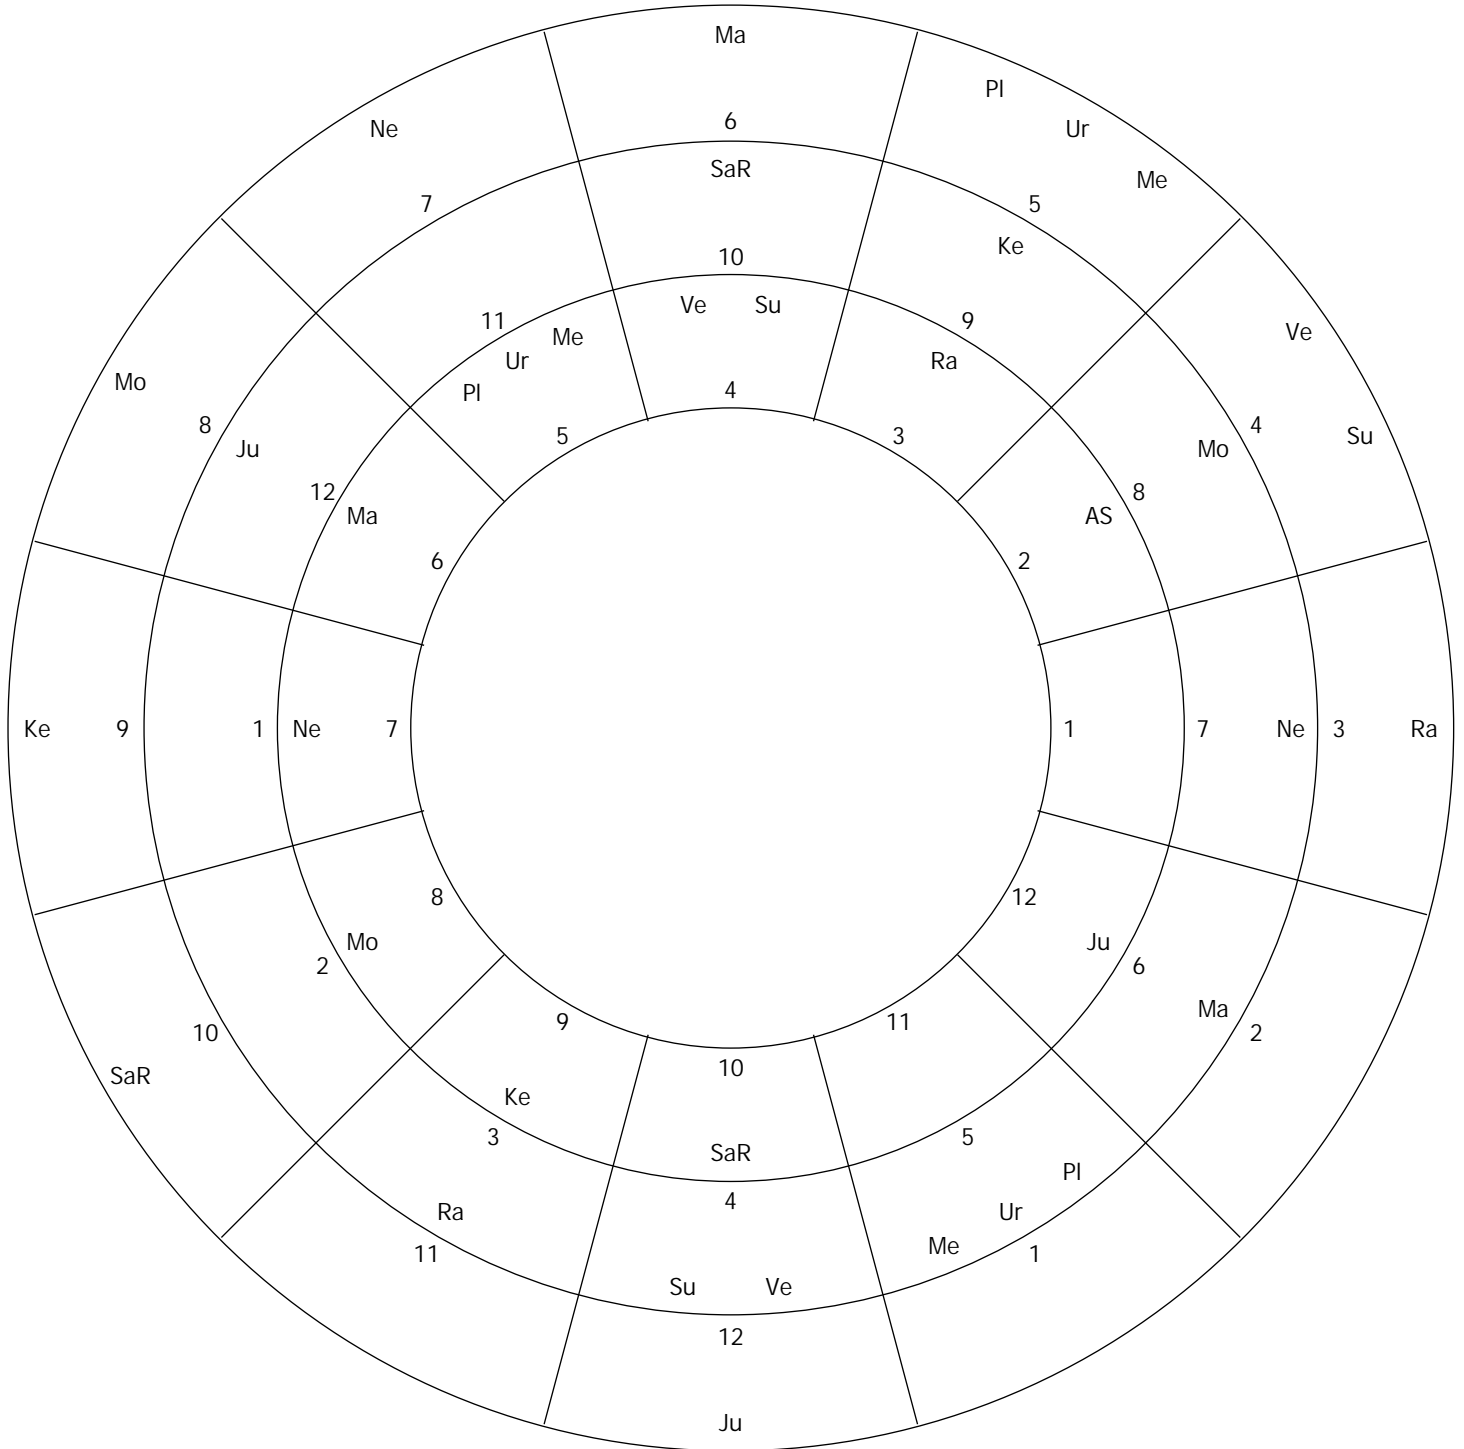 Ma
Pl
Ne 6 Ur
SaR Me
7 5
Ke
10
Ve Su
11 9
Me Ve
Ur Ra
Mo Pl 4
8 5 3 4 Su
Ju Mo
12 8
Ma AS
6 2
Ke 9 1 Ne 7 1 7 Ne 3 Ra
8 12
Mo Ju
2 6
Ma
10 9 11 2
SaR 10
Ke
3 5
SaR
Pl
Ra 4 Ur
11 Me 1
Su Ve
12
Ju